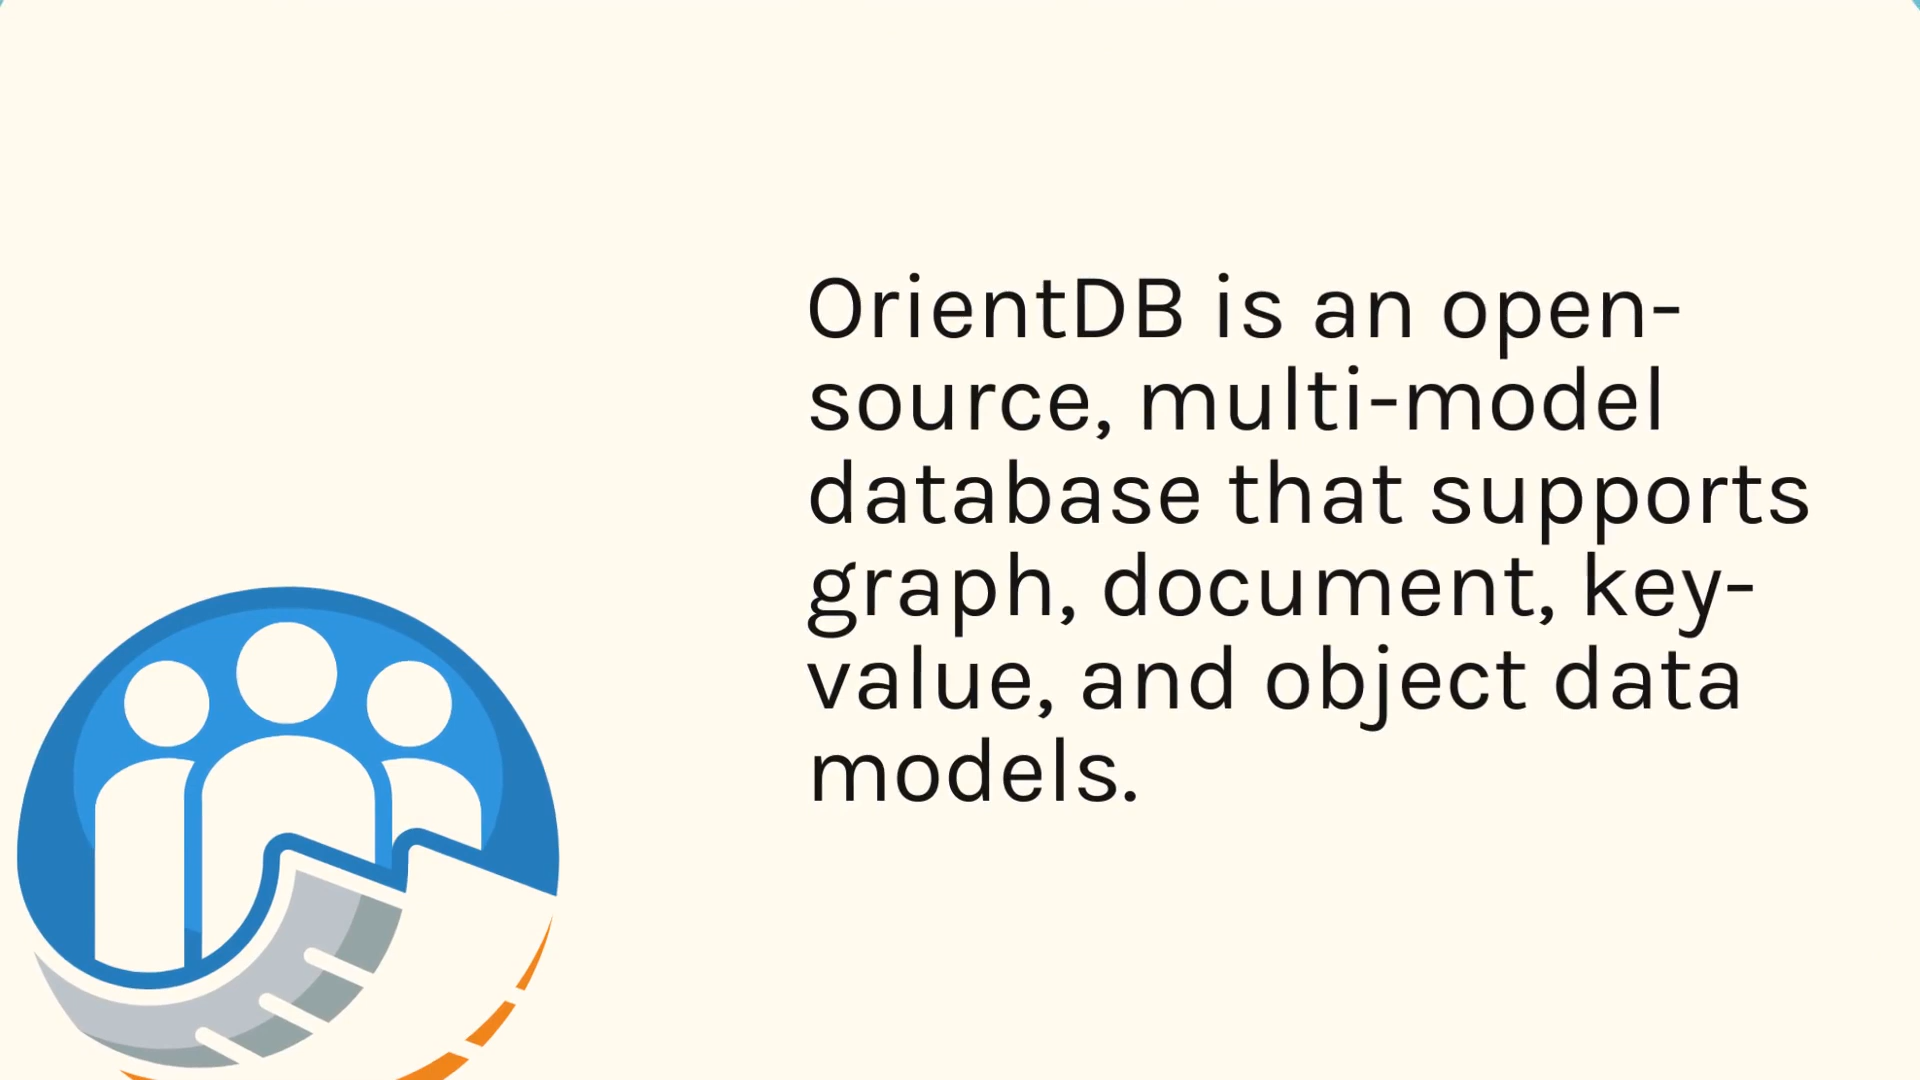 OrientDB is an open-
source, multi-model
database that supports
graph, document, key-
value, and object data
models.